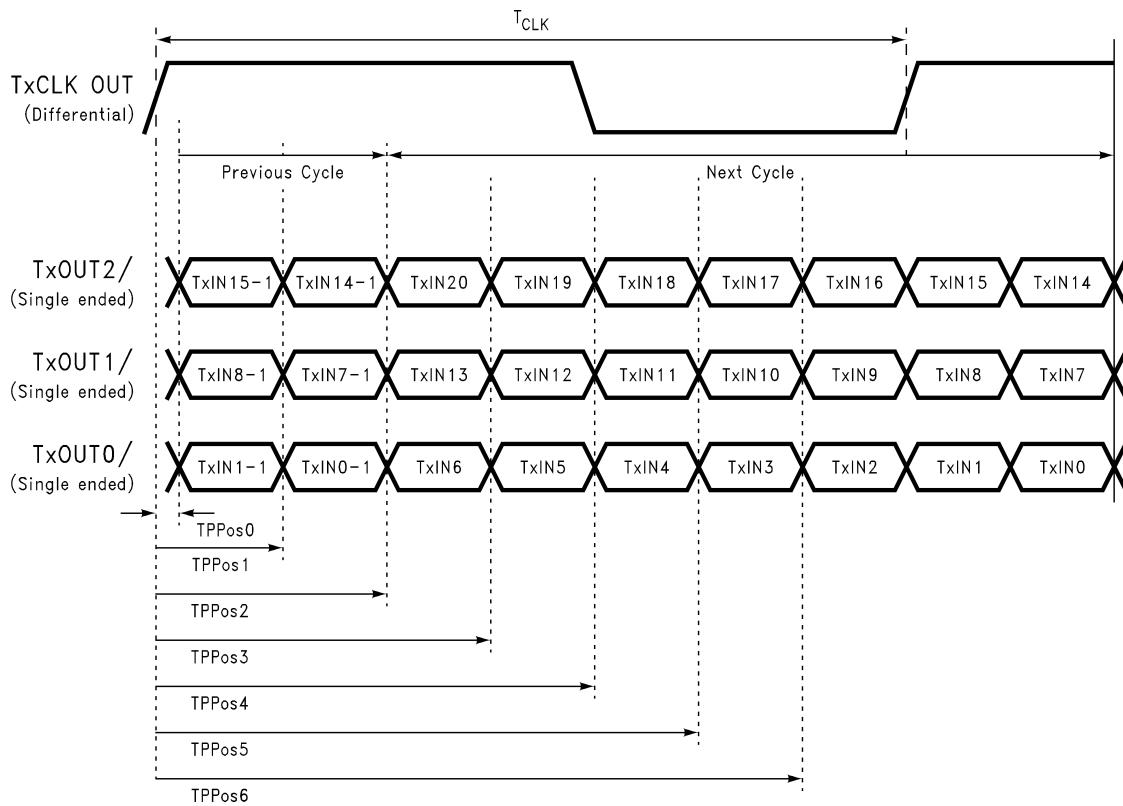 TCLK
TxCLK OUT
(Differential)
Previous Cycle
Next Cycle
TxOUT2/
(Single ended)
TxIN15-1 TxIN14-1 TxIN20 TxIN19 TxIN18 TxIN17 TxIN16 TxIN15 TxIN14
TxOUT1/
(Single ended)
TxIN8-1 TxIN7-1 TxIN13 TxIN12 TxIN11 TxIN10 TxIN9 TxIN8 TxIN7
TxOUT0/
(Single ended)
TxIN1-1 TxIN0-1 TxIN6 TxIN5 TxIN4 TxIN3 TxIN2 TxIN1 TxIN0
TPPos0
TPPos1
TPPos2
TPPos3
TPPos4
TPPos5
TPPos6